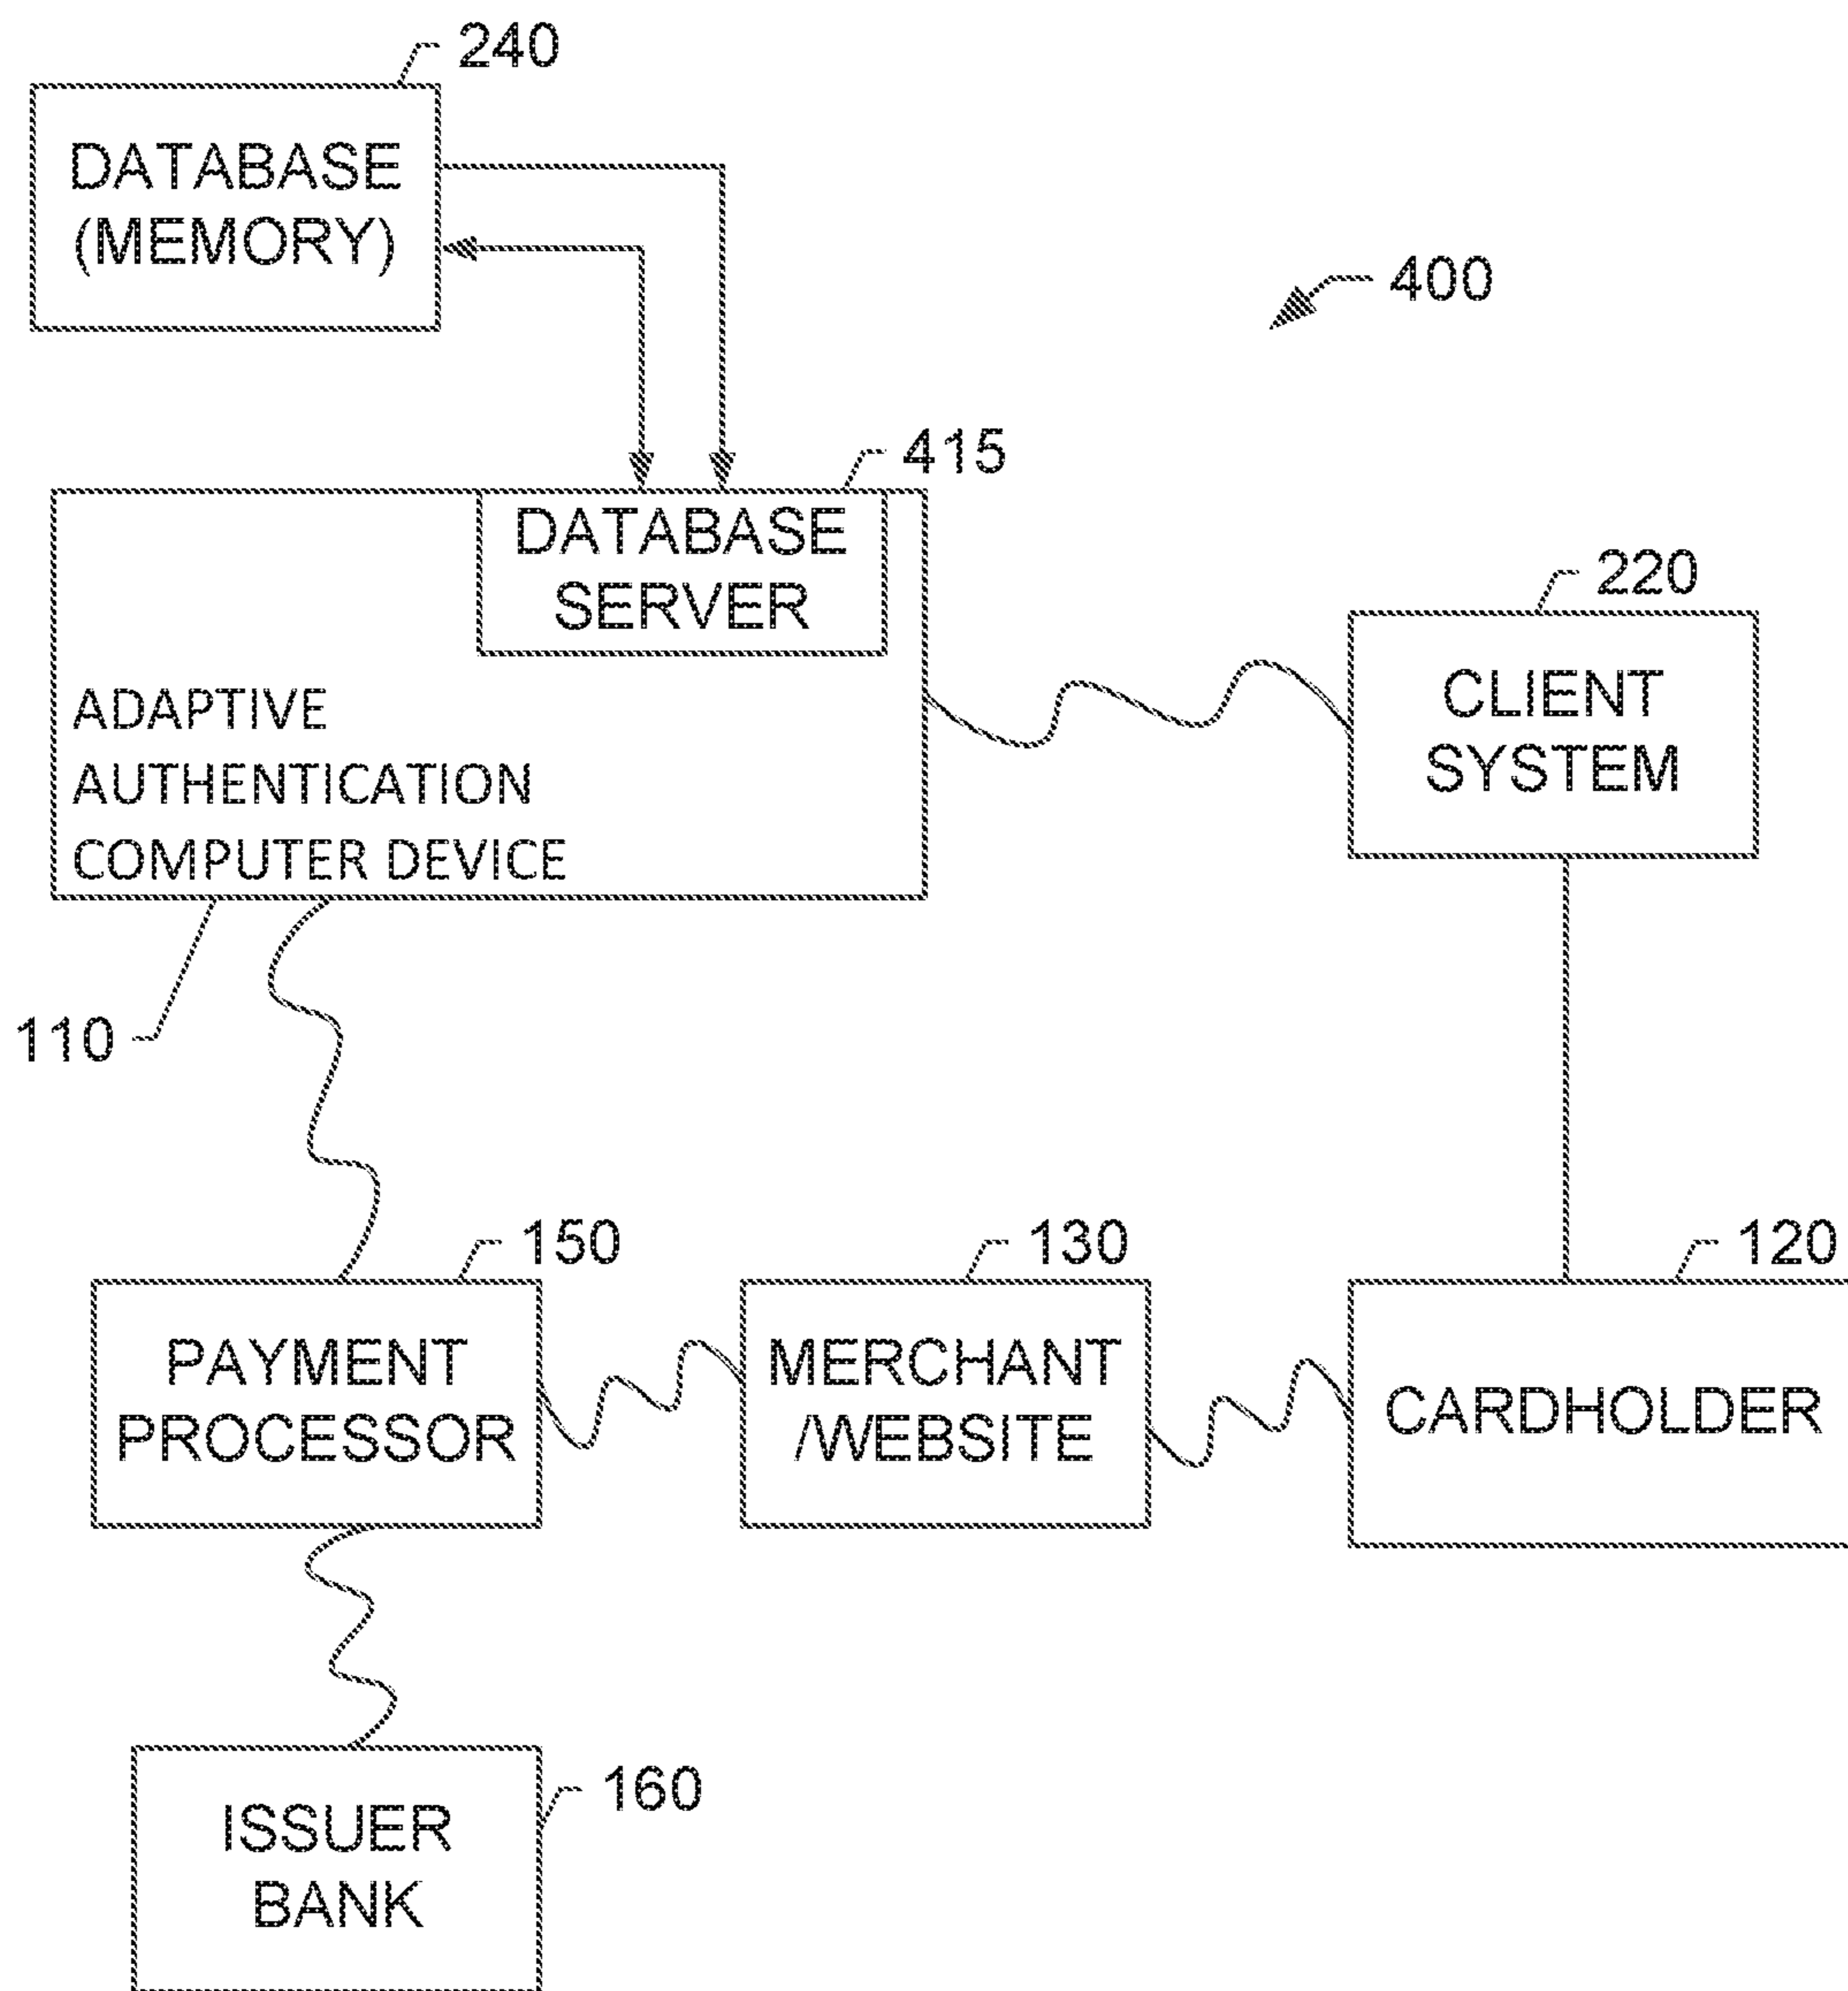 240
DATABASE
(MEMORY)
400
415
DATABASE
SERVER
220
CLIENT
SYSTEM
ADAPTIVE
AUTHENTICATION
COMPUTER DEVICE
110
150
130
120
PAYMENT
PROCESSOR
MERCHANT
/WEBSITE
CARDHOLDER
160
ISSUER
BANK